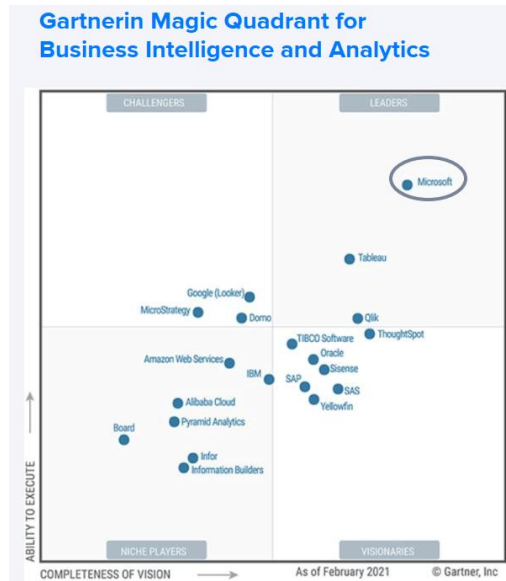 Gartnerin Magic Quadrant for
Business Intelligence and Analytics
CHALLENGERS
LEADERS
Microsoft
Tableau
Google (Looker)
MicroStrategy
Domo
Qlik
ThoughtSpot
TIBCO Software
Oracle
Amazon Web Services
Sisense
IBM
SAP
SAS
Yellowfin
Alibaba Cloud
Pyramid Analytics
Board
Infor
Information Builders
NICHE PLAYERS
VISIONARIES
ABILITY TO EXECUTE
COMPLETENESS OF VISION
As of February 2021
© Gartner, Inc